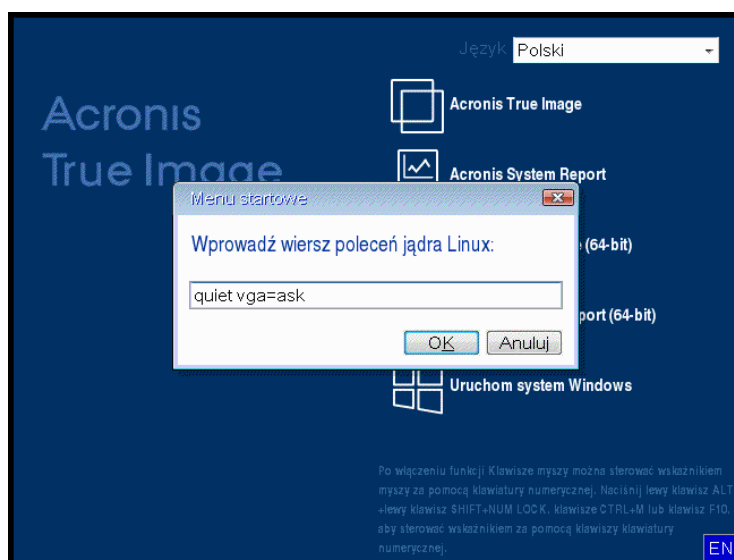 Język Polski
Acronis
True Image
Acronis True Image
Acronis System Report
Menu startowe
Wprowadź wiersz poleceń jądra Linux:
quiet vga=ask
OK Anuluj
(64-bit)
port (64-bit)
Uruchom system Windows
Po włączeniu funkcji Klawisze myszy można sterować wskaźnikiem
myszy za pomocą klawiatury numerycznej. Naciśnij lewy klawisz ALT
+lewy klawisz SHIFT+NUM LOCK, klawisze CTRL+M lub klawisz F10,
aby sterować wskaźnikiem za pomocą klawiszy klawiatury
numerycznej.
EN